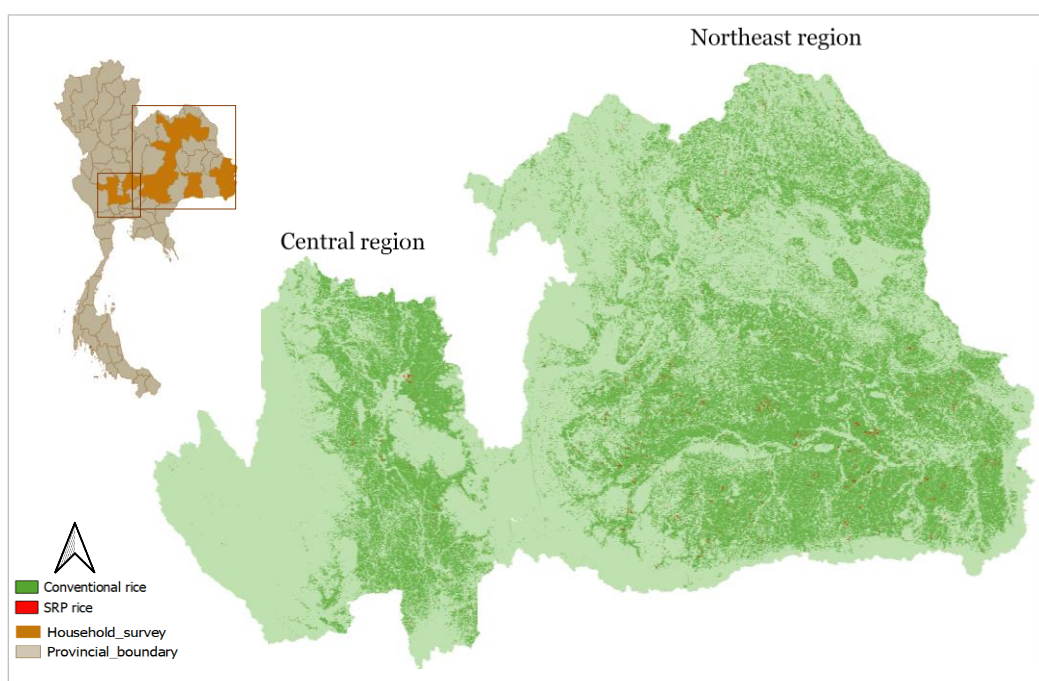 Northeast region
Central region
Conventional rice
SRP rice
Household_survey
Provincial_boundary